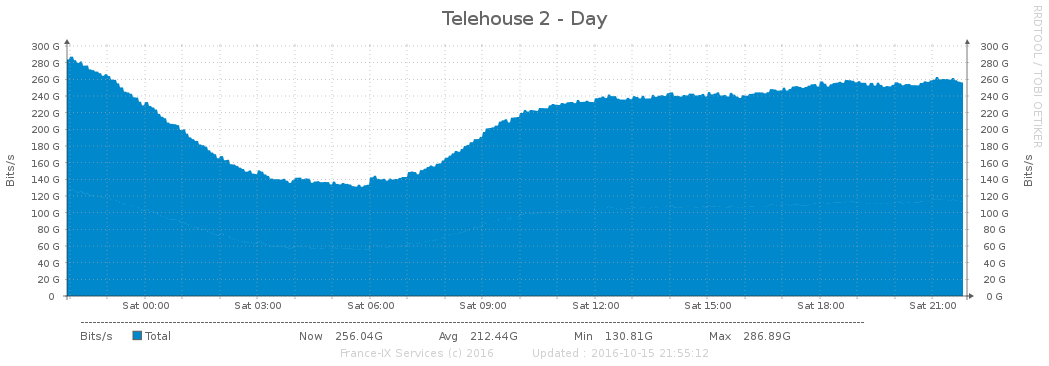 Telehouse 2 - Day
RRDTOOL / TOBI OETIKER
Bits/s
300 G 300 G
280 G 280 G
260 G 260 G
240 G 240 G
220 G 220 G
200 G 200 G
180 G 180 G
160 G 160 G
140 G 140 G
120 G 120 G
100 G 100 G
80 G 80 G
60 G 60 G
40 G 40 G
20 G 20 G
0 0 G
Bits/s
Sat 00:00 Sat 03:00 Sat 06:00 Sat 09:00 Sat 12:00 Sat 15:00 Sat 18:00 Sat 21:00
Bits/s Total Now 256.04G Avg 212.44G Min 130.81G Max 286.89G
France-IX Services (c) 2016 Updated : 2016-10-15 21:55:12